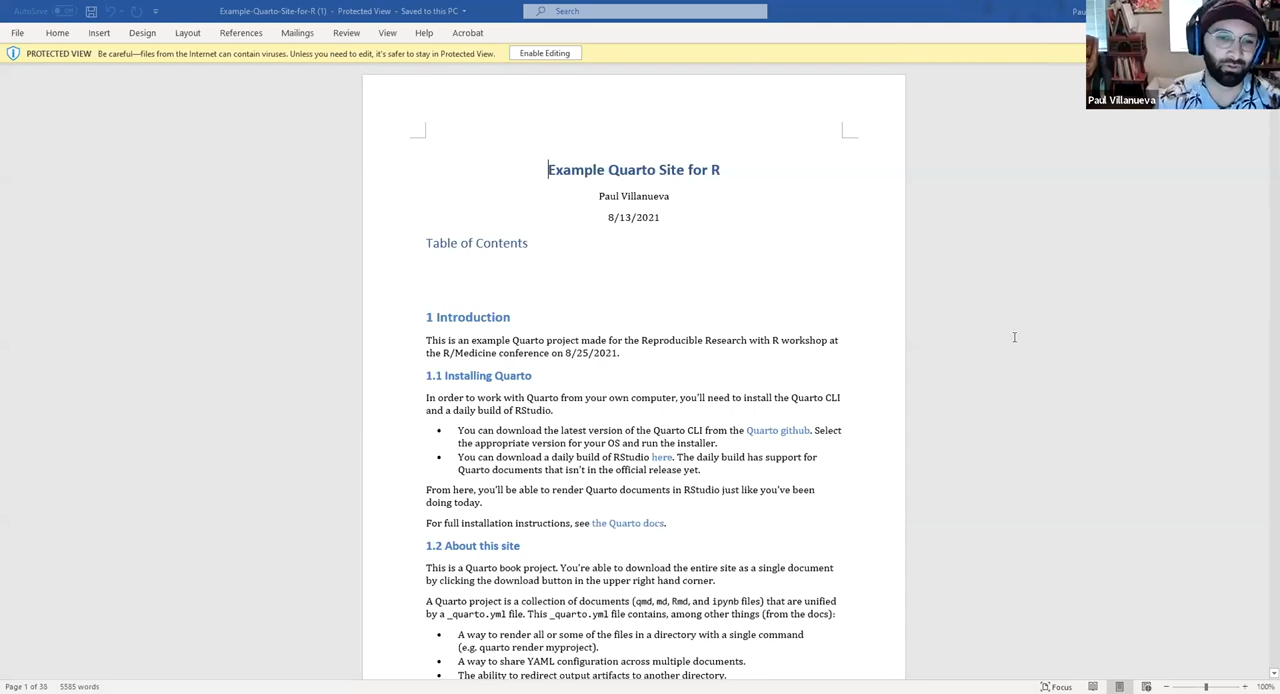 AutoSave Off Example-Quarto-Site-for-R (1) - Protected View - Saved to this PC Search
File Home Insert Design Layout References Mailings Review View Help Acrobat
PROTECTED VIEW Be careful—files from the Internet can contain viruses. Unless you need to edit, it's safer to stay in Protected View. Enable Editing
Paul Villanueva
Example Quarto Site for R
Paul Villanueva
8/13/2021
Table of Contents
1 Introduction
This is an example Quarto project made for the Reproducible Research with R workshop at
the R/Medicine conference on 8/25/2021.
1.1 Installing Quarto
In order to work with Quarto from your own computer, you'll need to install the Quarto CLI
and a daily build of RStudio.
• You can download the latest version of the Quarto CLI from the Quarto github. Select
the appropriate version for your OS and run the installer.
• You can download a daily build of RStudio here. The daily build has support for
Quarto documents that isn't in the official release yet.
From here, you'll be able to render Quarto documents in RStudio just like you've been
doing today.
For full installation instructions, see the Quarto docs.
1.2 About this site
This is a Quarto book project. You're able to download the entire site as a single document
by clicking the download button in the upper right hand corner.
A Quarto project is a collection of documents (qmd, md, Rmd, and ipynb files) that are unified
by a _quarto.yml file. This _quarto.yml file contains, among other things (from the docs):
• A way to render all or some of the files in a directory with a single command
(e.g. quarto render myproject).
• A way to share YAML configuration across multiple documents.
• The ability to redirect output artifacts to another directory.
Page 1 of 38 5585 words Focus 100%